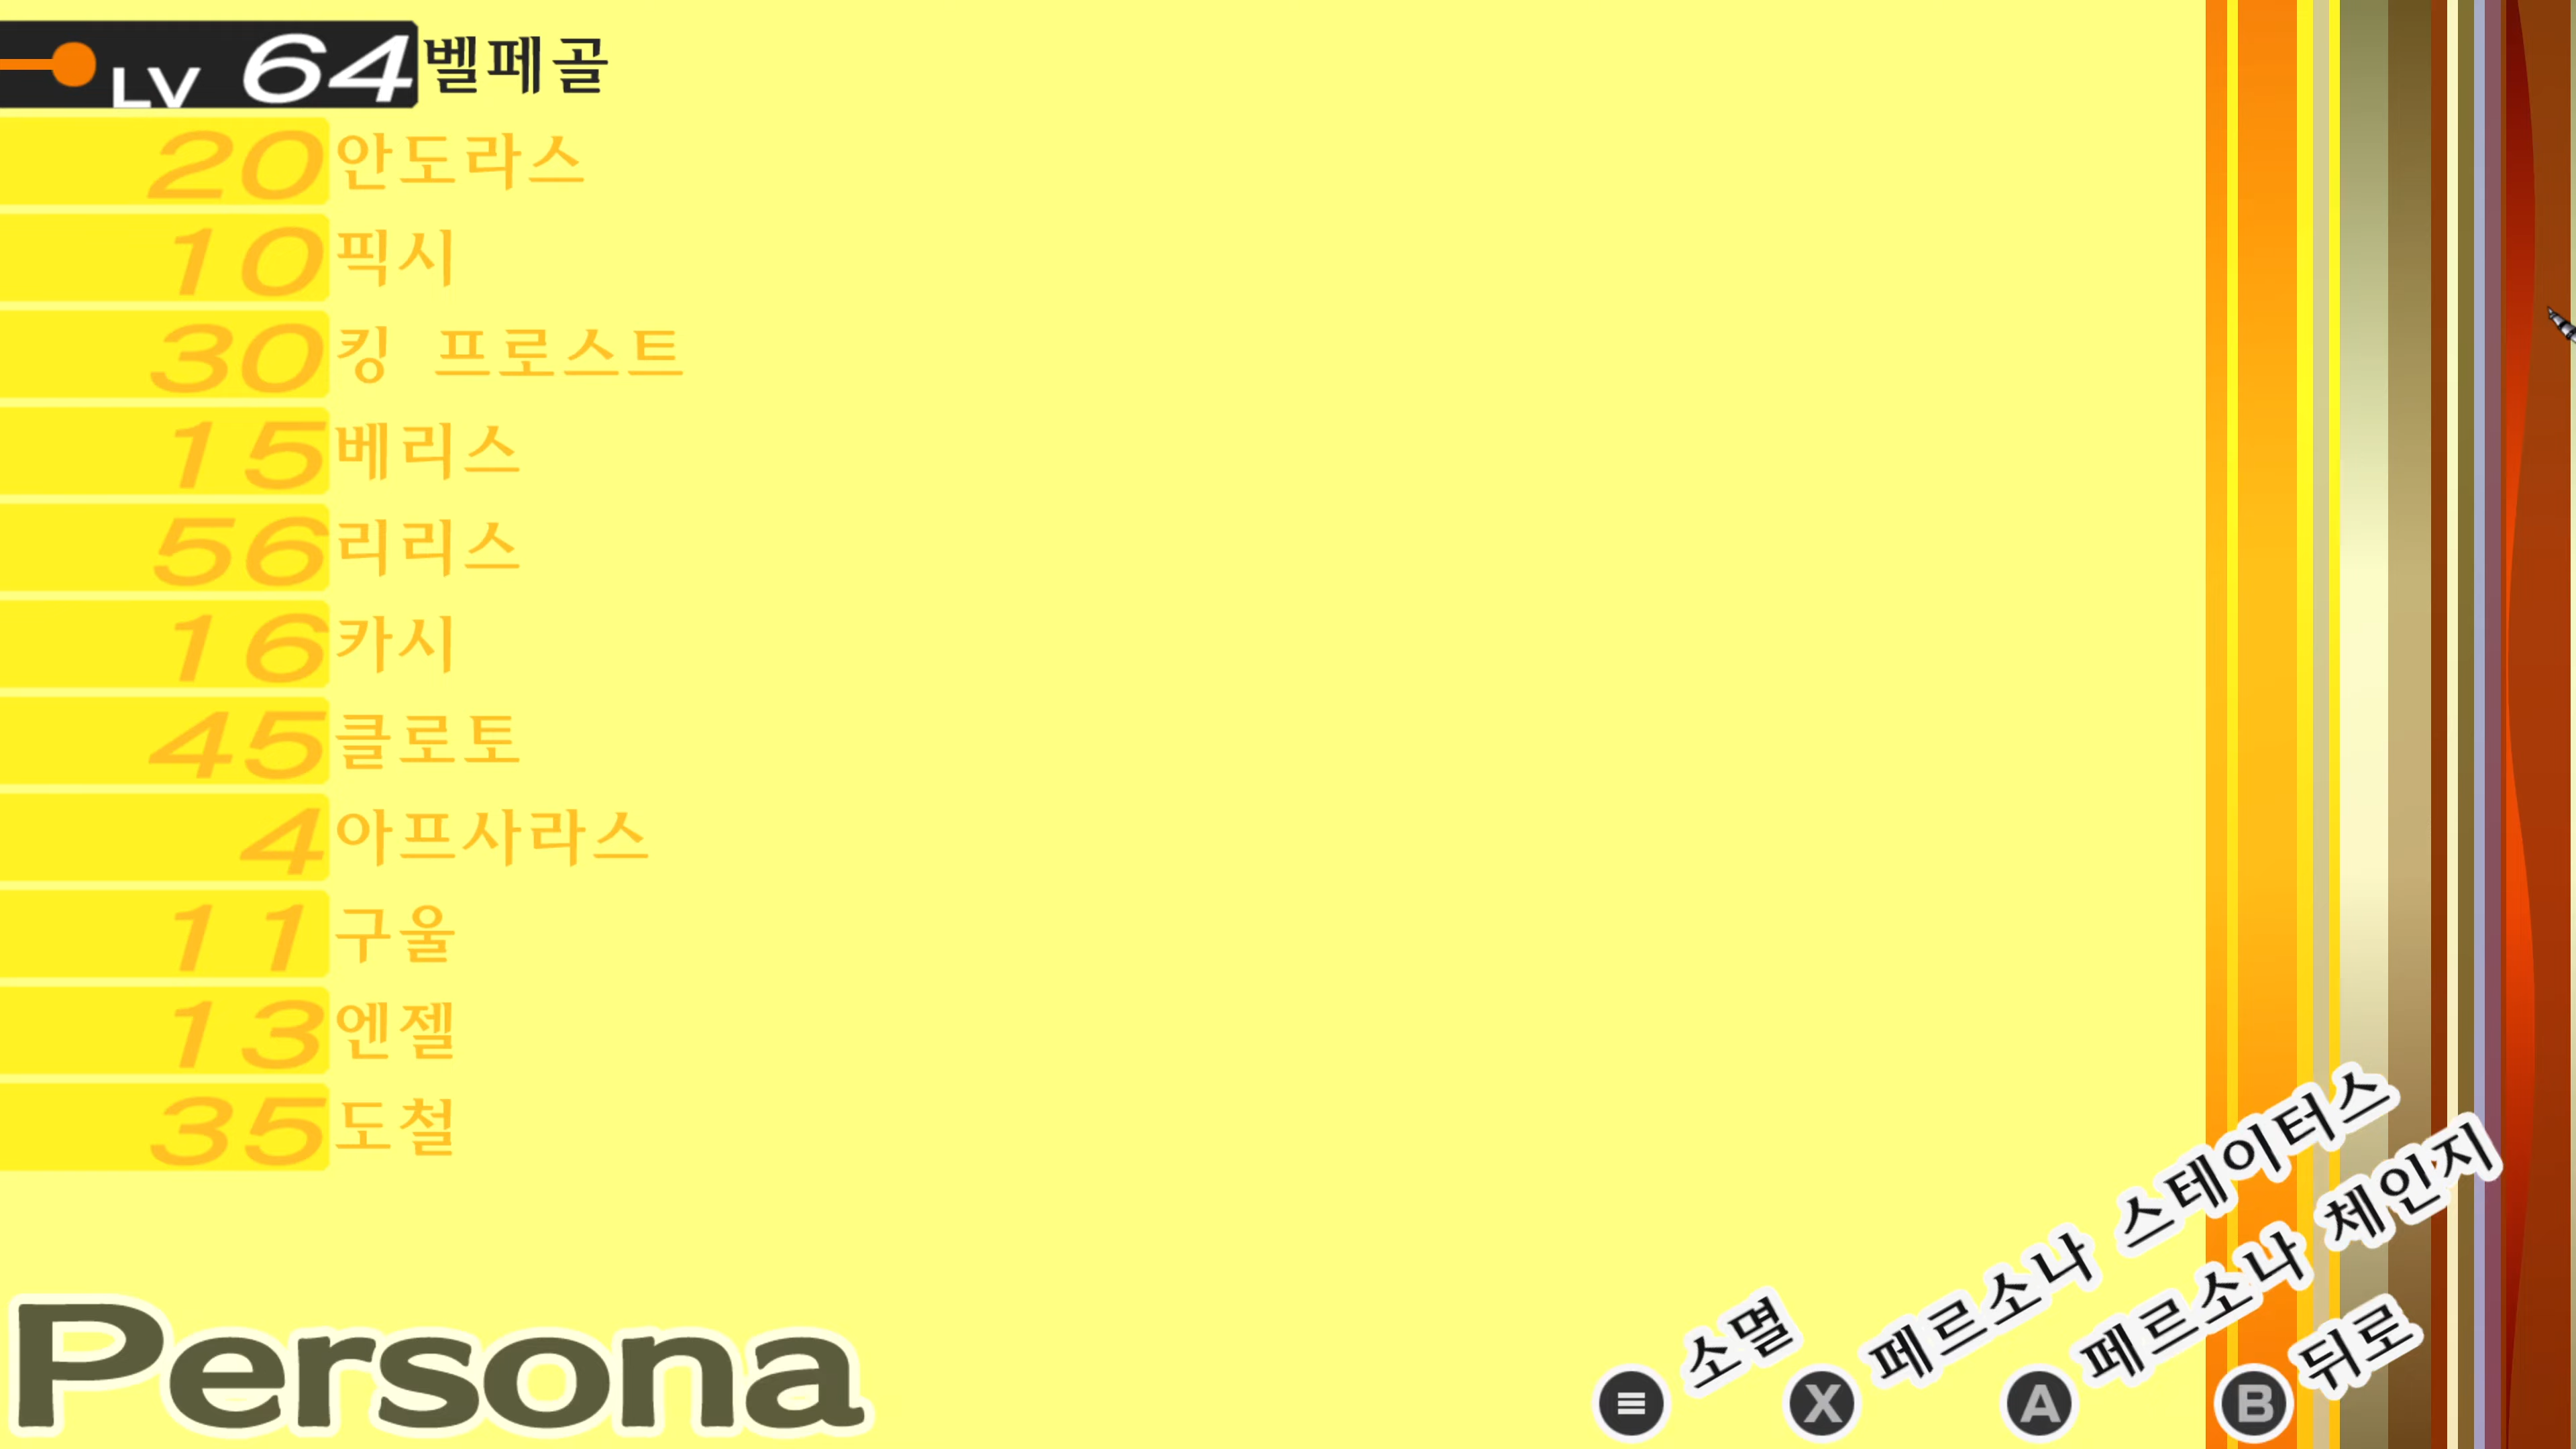 LV 64 벨페골
20 안도라스
10 픽시
30 킹 프로스트
15 베리스
56 리리스
16 카시
45 클로토
4 아프사라스
11 구울
13 엔젤
35 도철
Persona
소멸
X 페르소나 스테이터스
A 페르소나 체인지
B 뒤로